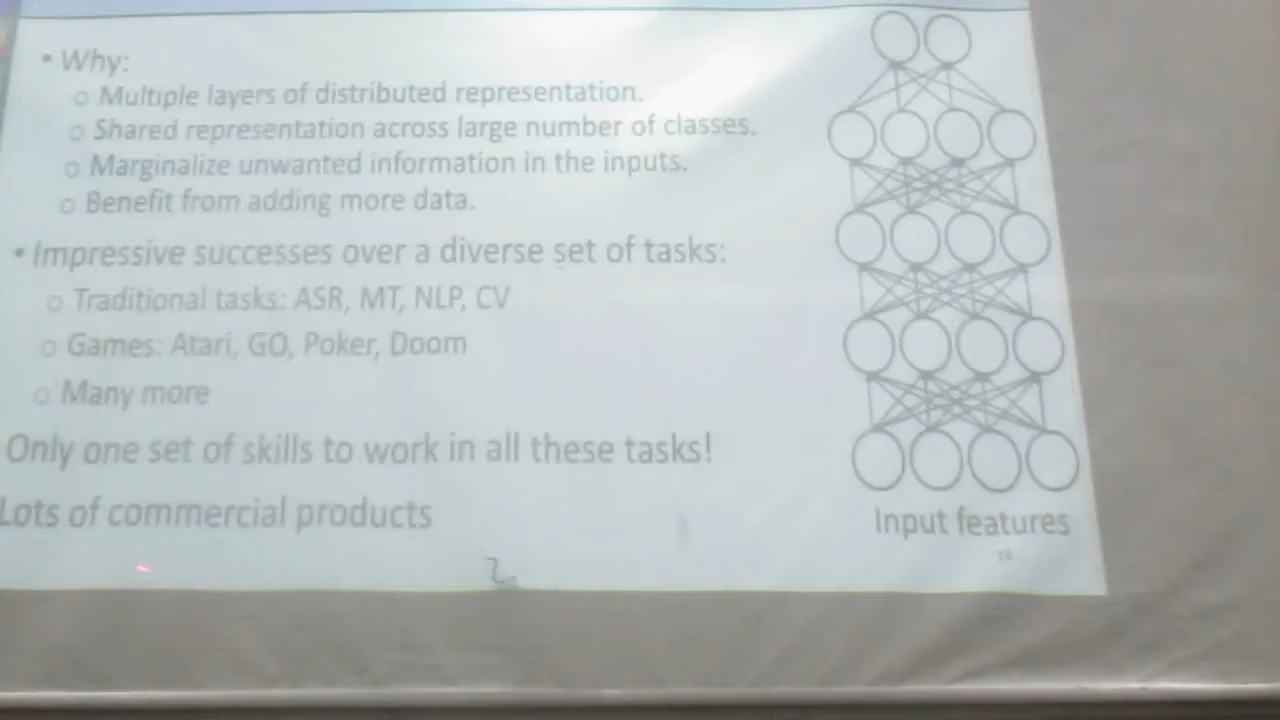 • Why:
o Multiple layers of distributed representation.
o Shared representation across large number of classes.
o Marginalize unwanted information in the inputs.
o Benefit from adding more data.
• Impressive successes over a diverse set of tasks:
o Traditional tasks: ASR, MT, NLP, CV
o Games: Atari, GO, Poker, Doom
o Many more
Only one set of skills to work in all these tasks!
Lots of commercial products
Input features